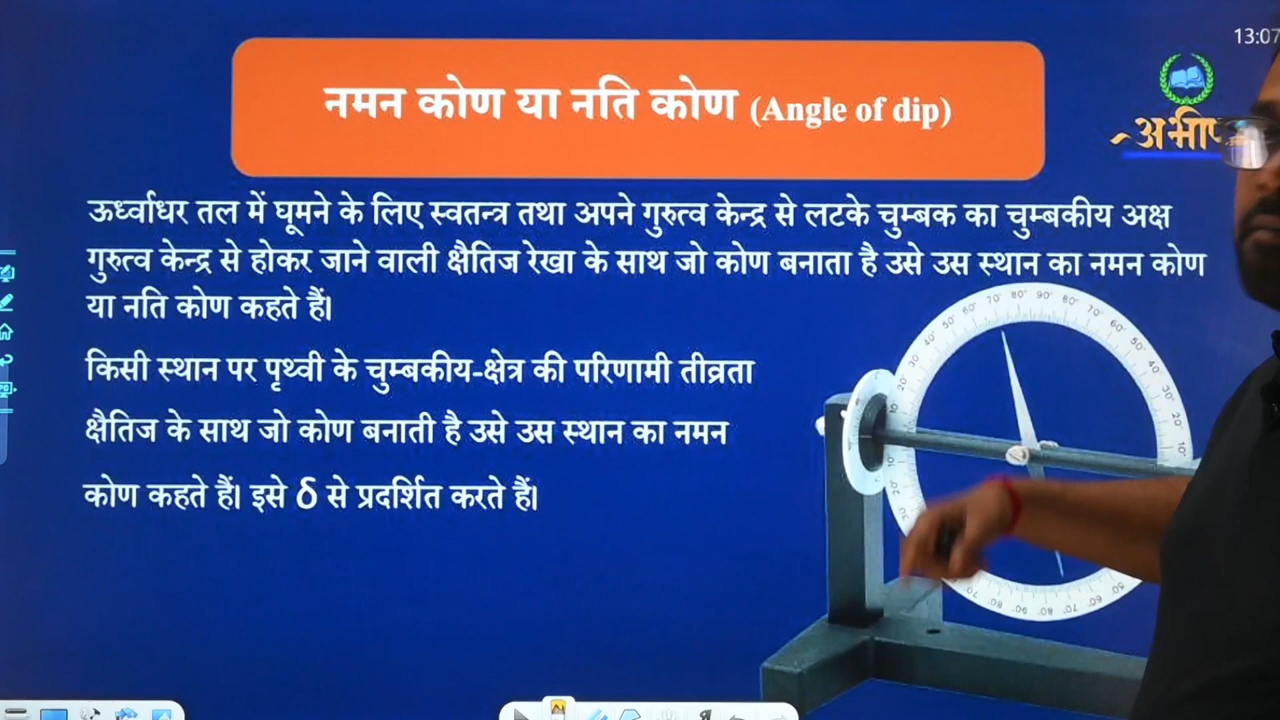 13:07
नमन कोण या नति कोण (Angle of dip)
ऊर्ध्वाधर तल में घूमने के लिए स्वतन्त्र तथा अपने गुरुत्व केन्द्र से लटके चुम्बक का चुम्बकीय अक्ष
गुरुत्व केन्द्र से होकर जाने वाली क्षैतिज रेखा के साथ जो कोण बनाता है उसे उस स्थान का नमन कोण
या नति कोण कहते हैं।
किसी स्थान पर पृथ्वी के चुम्बकीय-क्षेत्र की परिणामी तीव्रता
क्षैतिज के साथ जो कोण बनाती है उसे उस स्थान का नमन
कोण कहते हैं। इसे δ से प्रदर्शित करते हैं।